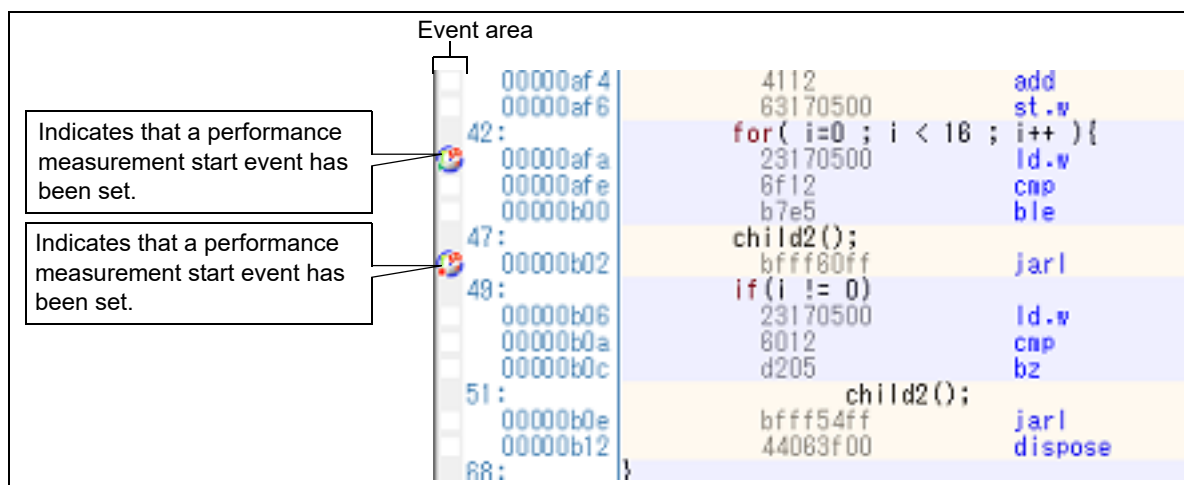 Event area
Indicates that a performance
measurement start event has
been set.
Indicates that a performance
measurement start event has
been set.
00000af4 4112 add
00000af6 63170500 st.w
42: for( i=0 ; i < 16 ; i++ ){
00000afa 23170500 ld.w
00000afe 6f12 cmp
00000b00 b7e5 ble
47: child2();
00000b02 bfff60ff jarl
49: if(i != 0)
00000b06 23170500 ld.w
00000b0a 6012 cmp
00000b0c d205 bz
51: child2();
00000b0e bfff54ff jarl
00000b12 44063f00 dispose
68: }